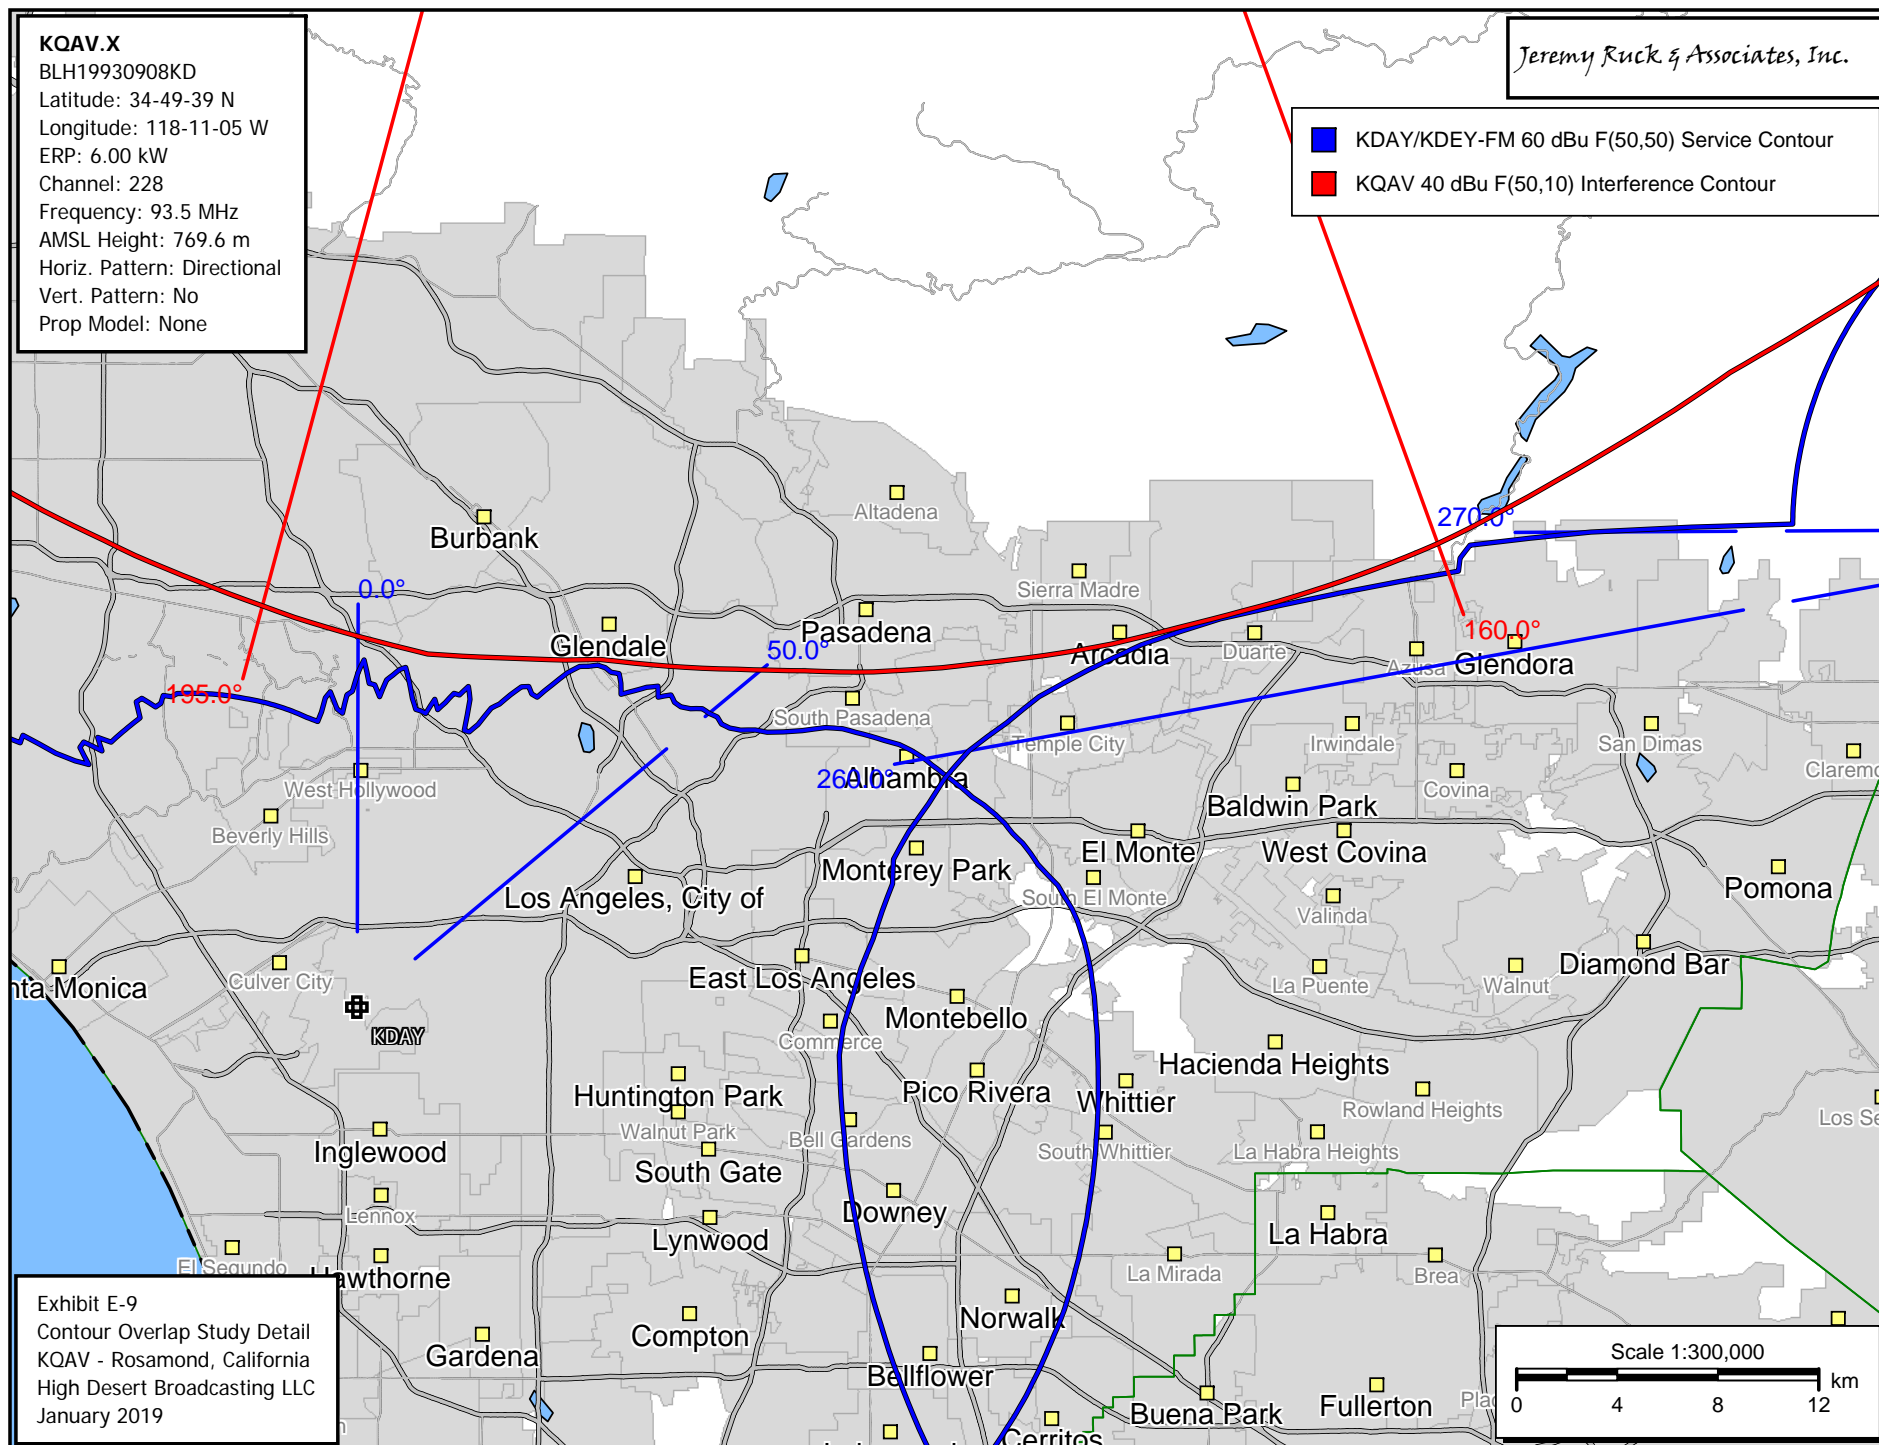 KQAV.X
BLH19930908KD
Latitude: 34-49-39 N
Longitude: 118-11-05 W
ERP: 6.00 kW
Channel: 228
Frequency: 93.5 MHz
AMSL Height: 769.6 m
Horiz. Pattern: Directional
Vert. Pattern: No
Prop Model: None
Jeremy Ruck & Associates, Inc.
KDAY/KDEY-FM 60 dBu F(50,50) Service Contour
KQAV 40 dBu F(50,10) Interference Contour
Altadena
270.0°
Burbank
Sierra Madre
0.0°
Pasadena
160.0°
Glendale
50.0°
Arcadia
Duarte
Azusa
Glendora
195.0°
South Pasadena
Temple City
Irwindale
San Dimas
260.0°
Alhambra
West Hollywood
Covina
Baldwin Park
Beverly Hills
El Monte
West Covina
Monterey Park
Pomona
Los Angeles, City of
South El Monte
Valinda
Diamond Bar
East Los Angeles
Culver City
La Puente
Walnut
nta Monica
Montebello
KDAY
Commerce
Hacienda Heights
Pico Rivera
Huntington Park
Whittier
Rowland Heights
Los Se
Walnut Park
Bell Gardens
Inglewood
South Whittier
La Habra Heights
South Gate
Lennox
Downey
La Habra
Lynwood
El Segundo
Hawthorne
La Mirada
Brea
Norwalk
Compton
Gardena
Bellflower
Buena Park
Fullerton
Cerritos
Exhibit E-9
Contour Overlap Study Detail
KQAV - Rosamond, California
High Desert Broadcasting LLC
January 2019
Scale 1:300,000
km
0 4 8 12